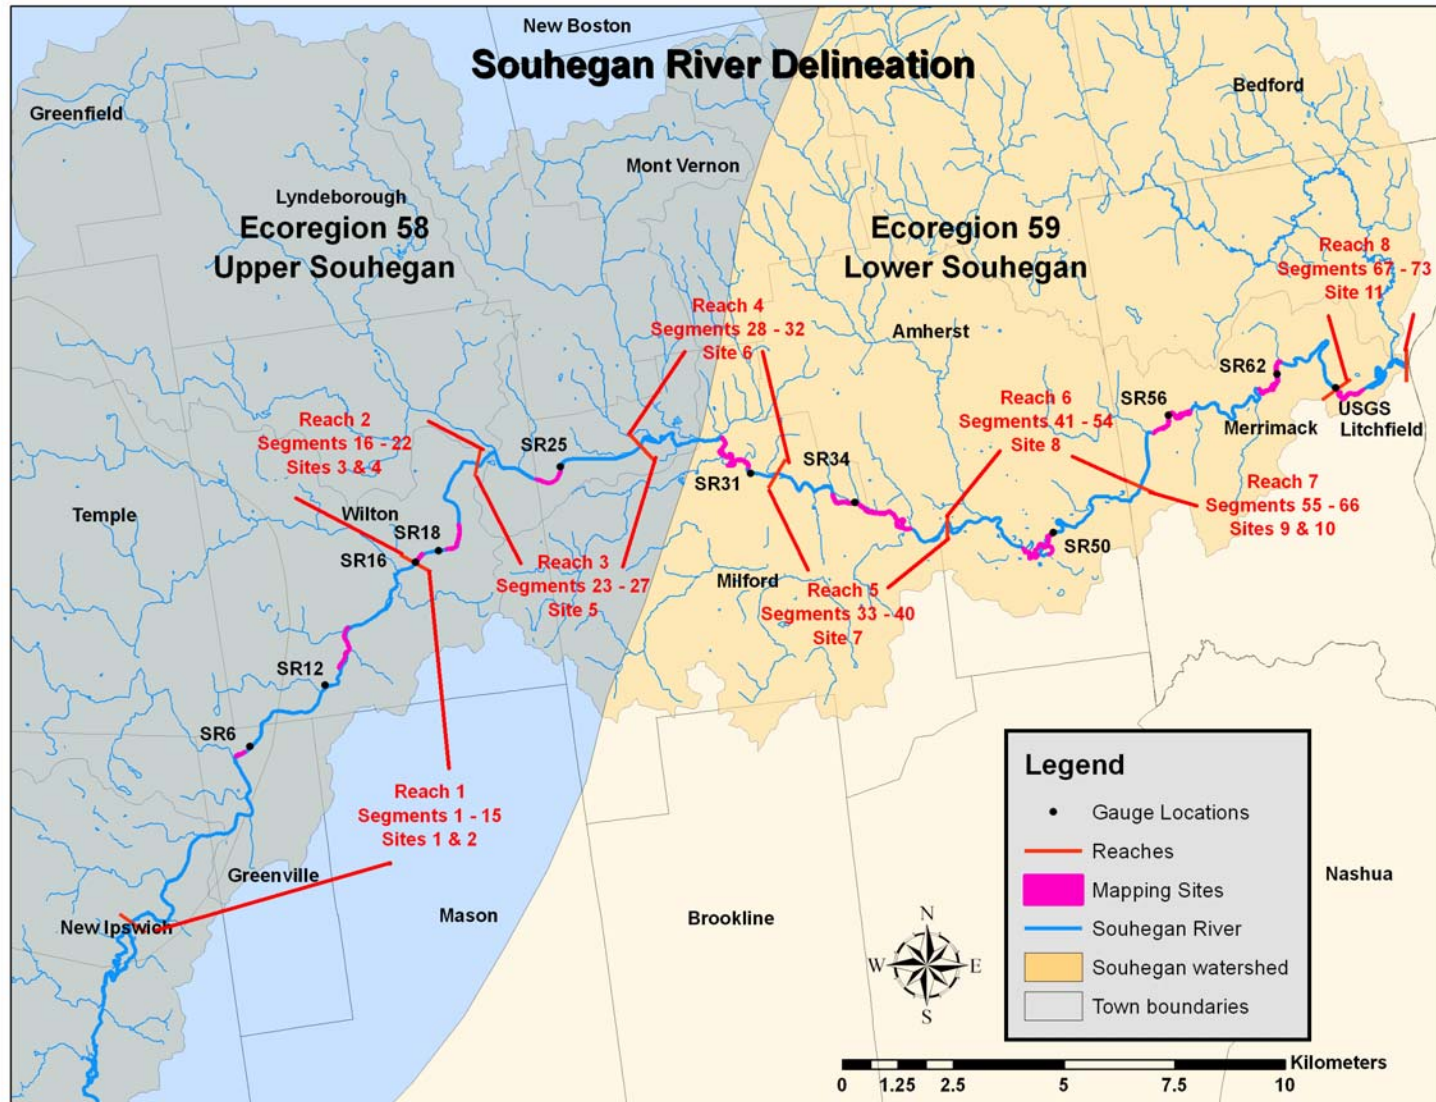 New Boston
Souhegan River Delineation
Bedford
Greenfield
Mont Vernon
Lyndeborough
Ecoregion 58
Upper Souhegan
Ecoregion 59
Lower Souhegan
Reach 8
Segments 67 - 73
Site 11
Reach 4
Segments 28 - 32
Site 6
Amherst
SR62
SR56
USGS
Litchfield
Merrimack
Reach 6
Segments 41 - 54
Site 8
Reach 2
Segments 16 - 22
Sites 3 & 4
SR25
SR34
SR31
Reach 7
Segments 55 - 66
Sites 9 & 10
Temple
Wilton
SR18
SR16
SR50
Reach 3
Segments 23 - 27
Site 5
Milford
Reach 5
Segments 33 - 40
Site 7
SR12
SR6
Reach 1
Segments 1 - 15
Sites 1 & 2
Greenville
New Ipswich
Mason
Brookline
Nashua
N
W E
S
Legend
Gauge Locations
Reaches
Mapping Sites
Souhegan River
Souhegan watershed
Town boundaries
Kilometers
0 1.25 2.5 5 7.5 10